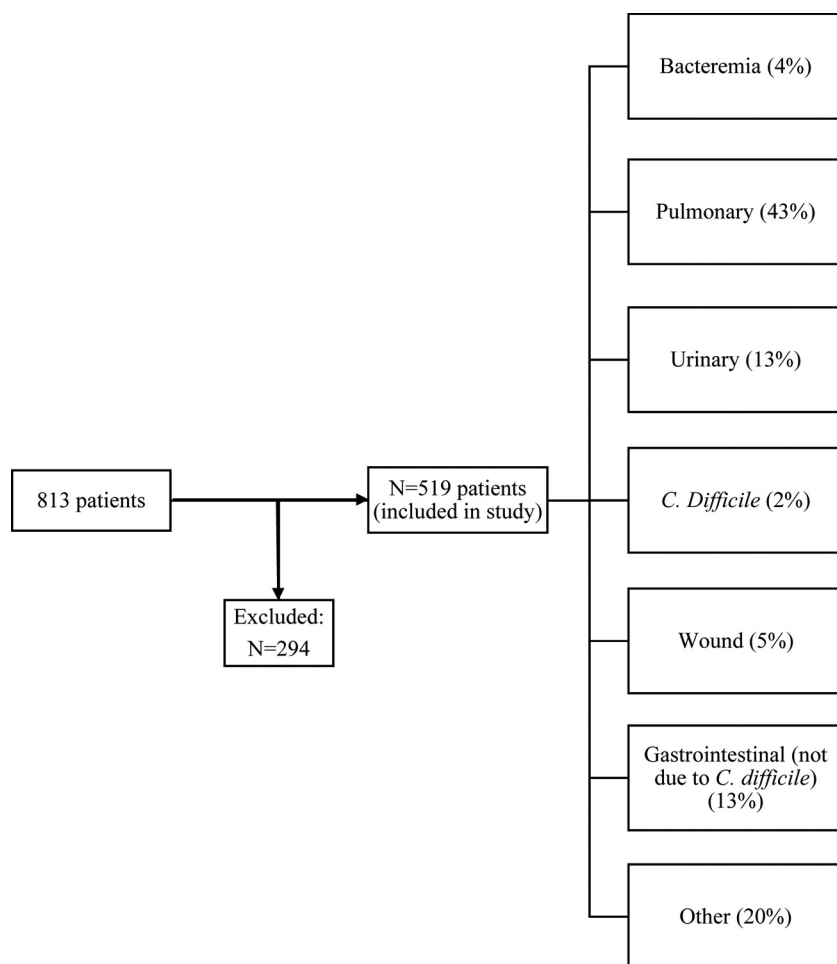 813 patients
Excluded:
N=294
N=519 patients
(included in study)
Bacteremia (4%)
Pulmonary (43%)
Urinary (13%)
C. Difficile (2%)
Wound (5%)
Gastrointestinal (not
due to C. difficile)
(13%)
Other (20%)